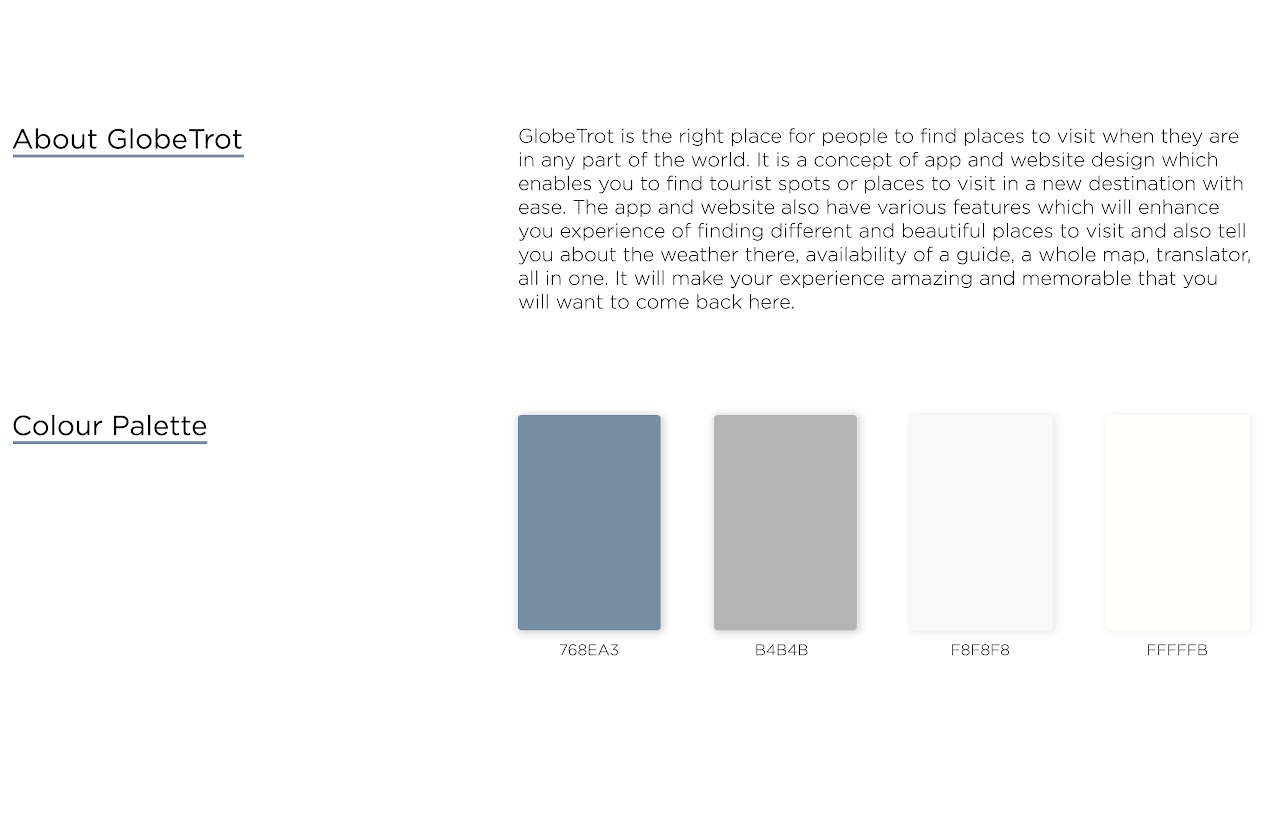 About GlobeTrot
GlobeTrot is the right place for people to find places to visit when they are
in any part of the world. It is a concept of app and website design which
enables you to find tourist spots or places to visit in a new destination with
ease. The app and website also have various features which will enhance
you experience of finding different and beautiful places to visit and also tell
you about the weather there, availability of a guide, a whole map, translator,
all in one. It will make your experience amazing and memorable that you
will want to come back here.
Colour Palette
768EA3
B4B4B
F8F8F8
FFFFFB